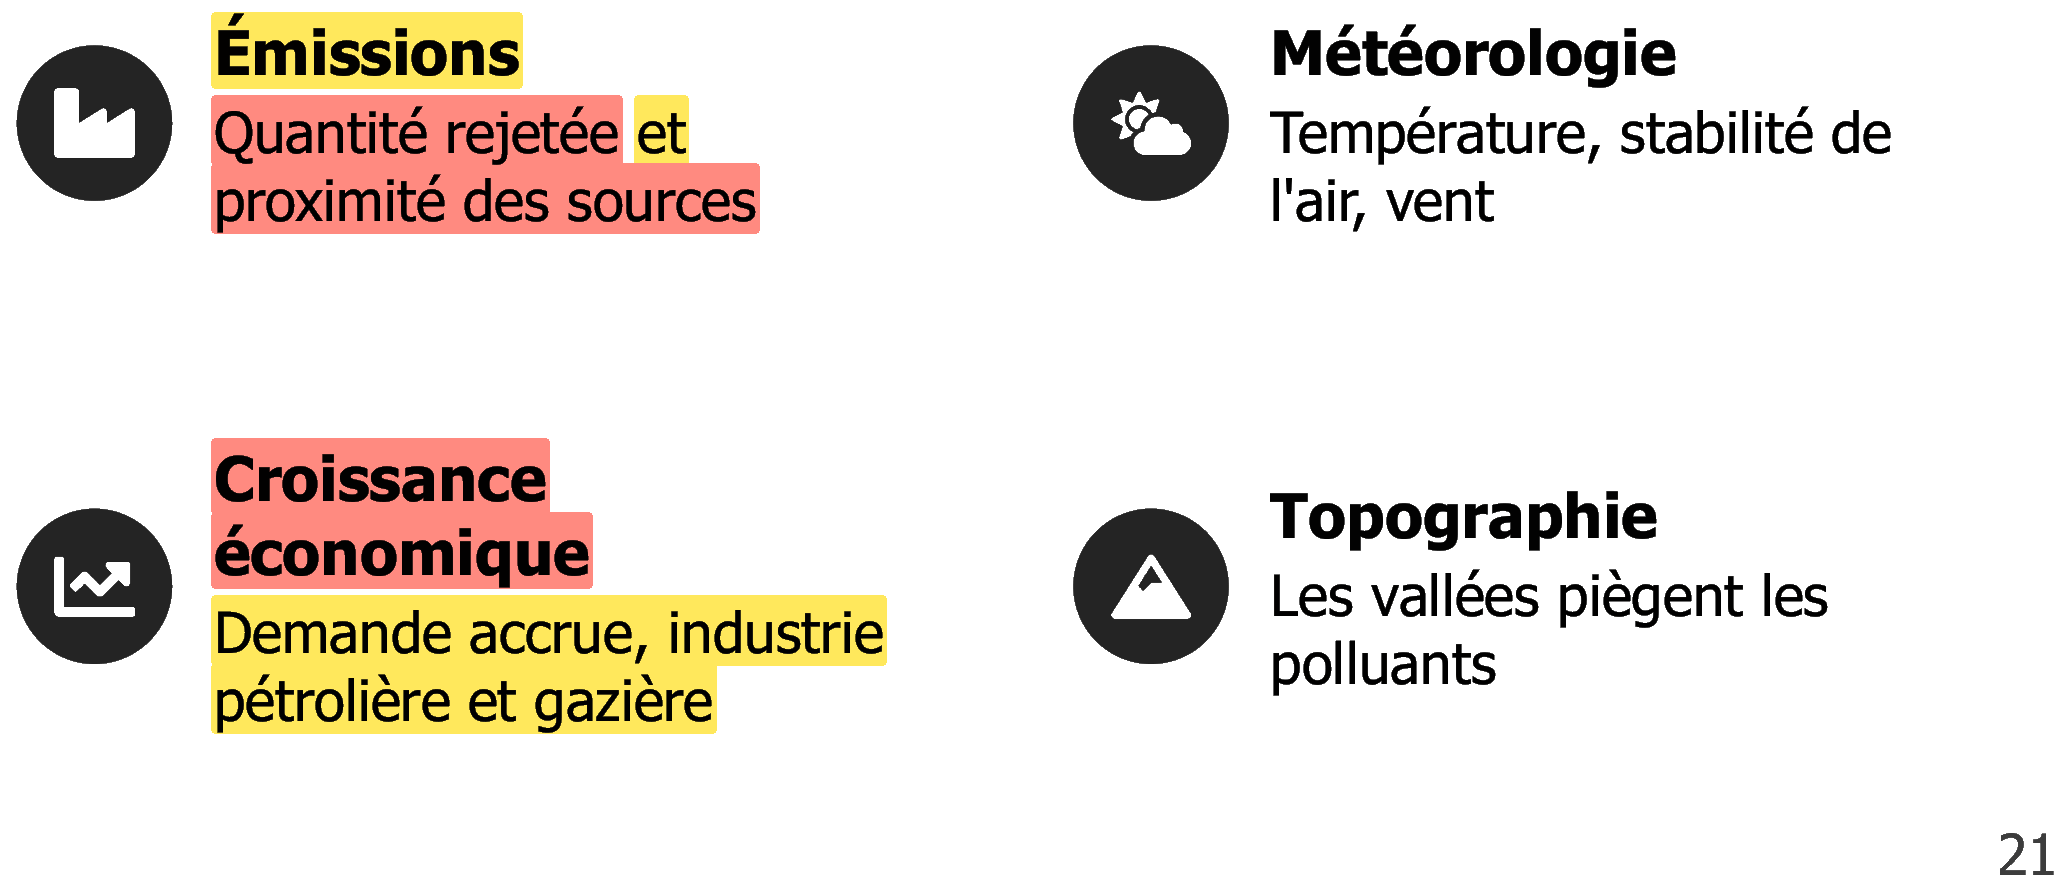 Émissions
Quantité rejetée et
proximité des sources
Météorologie
Température, stabilité de
l'air, vent
Croissance
économique
Demande accrue, industrie
pétrolière et gazière
Topographie
Les vallées piègent les
polluants
21